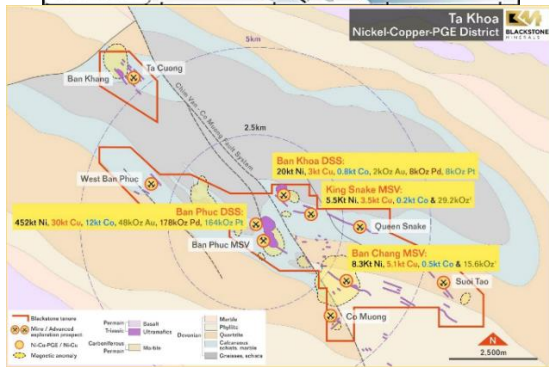 Ta Khoa
Nickel-Copper-PGE District
BLACKSTONE
MINERALS
5km
Ta Cuong
Ban Khang
Chim Van - Co Muong Fault System
2.5km
Ban Khoa DSS:
20kt Ni, 3kt Cu, 0.8kt Co, 2kOz Au, 8kOz Pd, 8kOz Pt
West Ban Phuc
King Snake MSV:
5.5Kt Ni, 3.5kt Cu, 0.2kt Co & 29.2kOz¹
Ban Phuc DSS:
452kt Ni, 30kt Cu, 12kt Co, 48kOz Au, 178kOz Pd, 164kOz Pt
Queen Snake
Ban Phuc MSV
Ban Chang MSV:
8.3Kt Ni, 5.1kt Cu, 0.5kt Co & 15.6kOz¹
Suoi Tao
Co Muong
Blackstone tenure
Mine / Advanced
exploration prospect
Ni-Co-PGE / Ni-Cu
Magnetic anomaly
Permian
Triassic
Basalt
Ultramafics
Carboniferous
Permian
Marble
Devonian
Marble
Phyllite
Quartzite
Calcareous
schists, marble
Gneisses, schists
N
2,500m